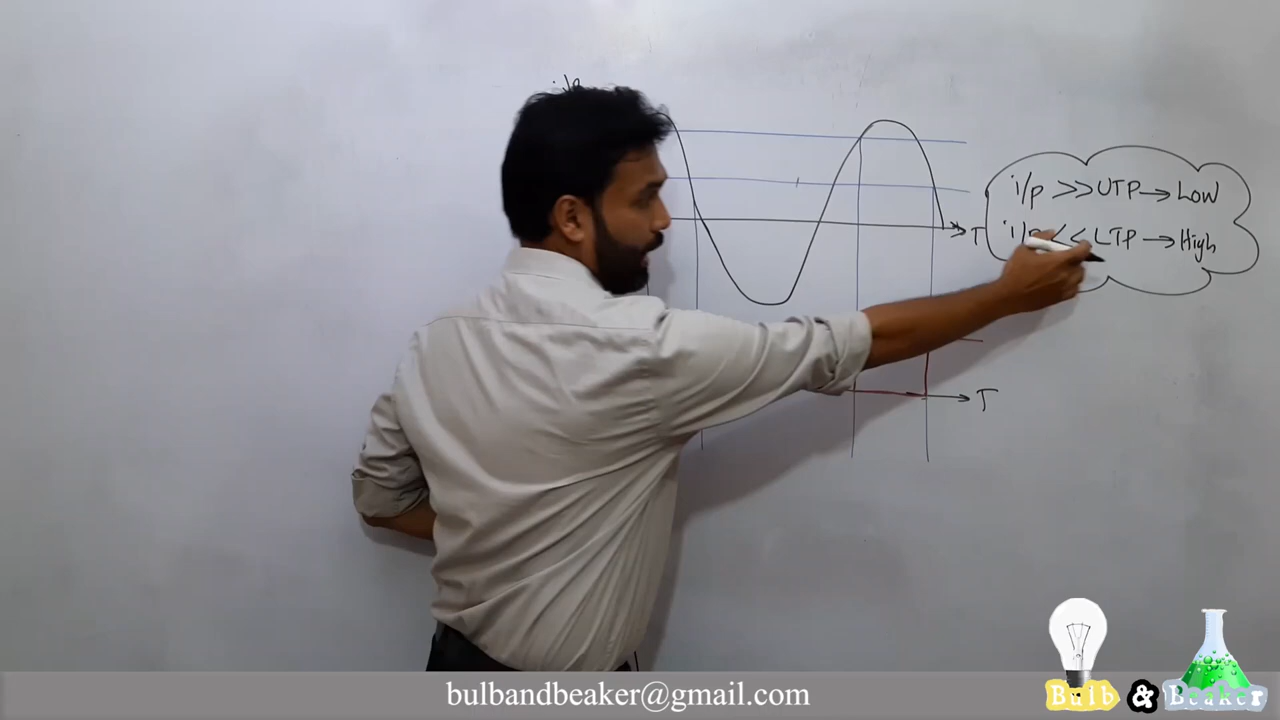 i/p
i/p >> UTP → Low
T
i/p << LTP → High
T
Bulb & Beaker
bulbandbeaker@gmail.com